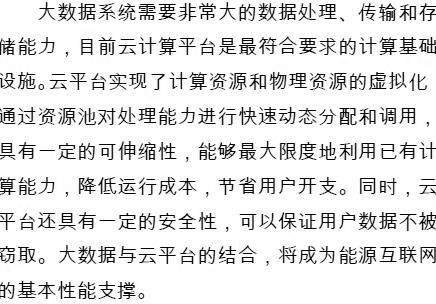 大数据系统需要非常大的数据处理、传输和存
储能力，目前云计算平台是最符合要求的计算基础
设施。云平台实现了计算资源和物理资源的虚拟化，
通过资源池对处理能力进行快速动态分配和调用，
具有一定的可伸缩性，能够最大限度地利用已有计
算能力，降低运行成本，节省用户开支。同时，云
平台还具有一定的安全性，可以保证用户数据不被
窃取。大数据与云平台的结合，将成为能源互联网
的基本性能支撑。